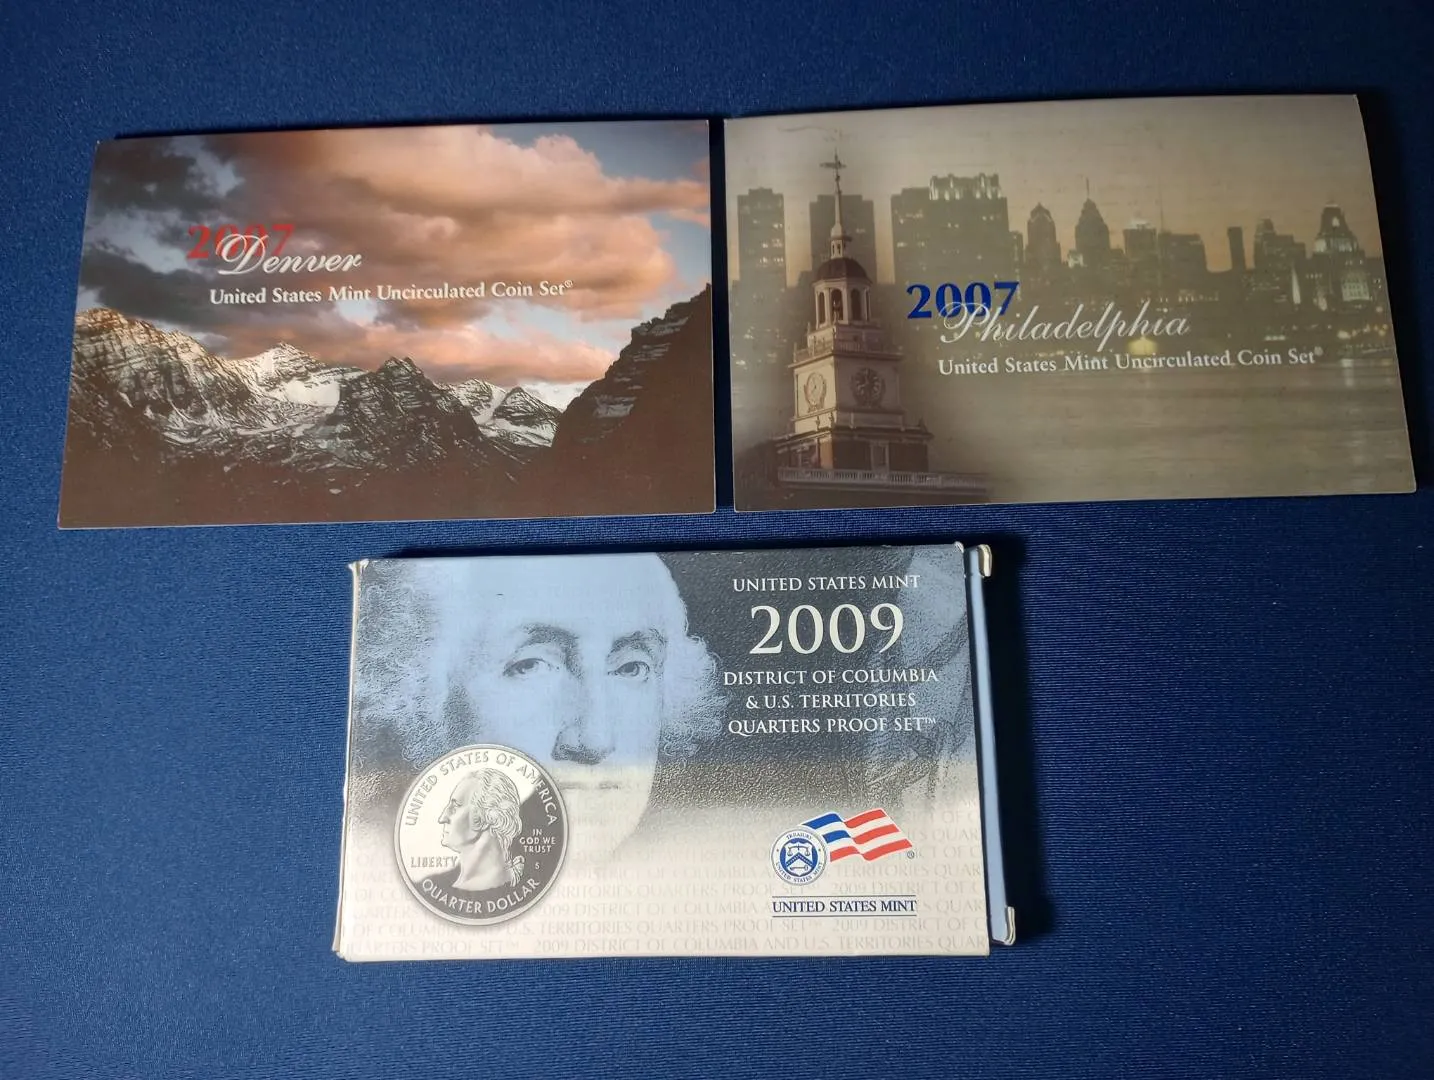 2007
Denver
United States Mint Uncirculated Coin Set®
2007
Philadelphia
United States Mint Uncirculated Coin Set®
UNITED STATES MINT
2009
DISTRICT OF COLUMBIA
& U.S. TERRITORIES
QUARTERS PROOF SET™
UNITED STATES OF AMERICA
IN
GOD WE
TRUST
LIBERTY
S
QUARTER DOLLAR
UNITED STATES MINT